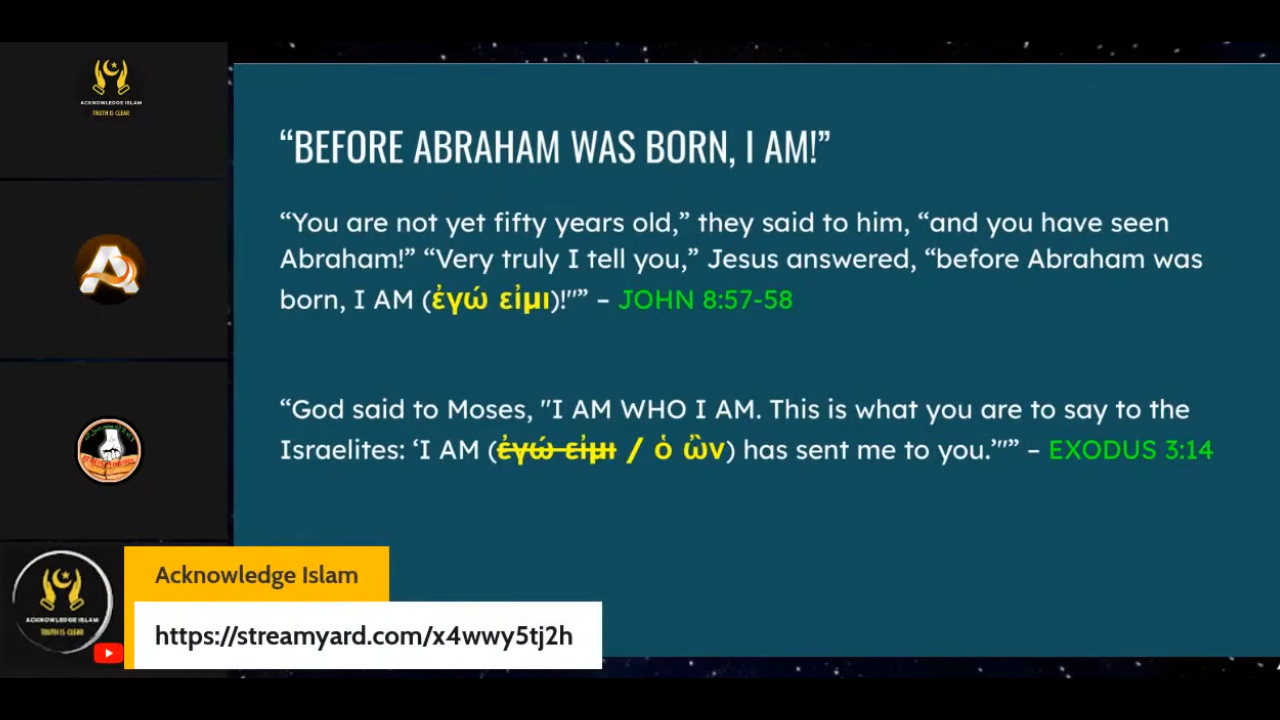 ACKNOWLEDGE ISLAM
TRUTH IS CLEAR
“BEFORE ABRAHAM WAS BORN, I AM!”
“You are not yet fifty years old,” they said to him, “and you have seen
Abraham!” “Very truly I tell you,” Jesus answered, “before Abraham was
born, I AM (ἐγώ εἰμι)!"” – JOHN 8:57-58
“God said to Moses, "I AM WHO I AM. This is what you are to say to the
Israelites: ‘I AM (ἐγώ εἰμι / ὁ ὢν) has sent me to you.’"” – EXODUS 3:14
A
ACKNOWLEDGE ISLAM
TRUTH IS CLEAR
Acknowledge Islam
https://streamyard.com/x4wwy5tj2h